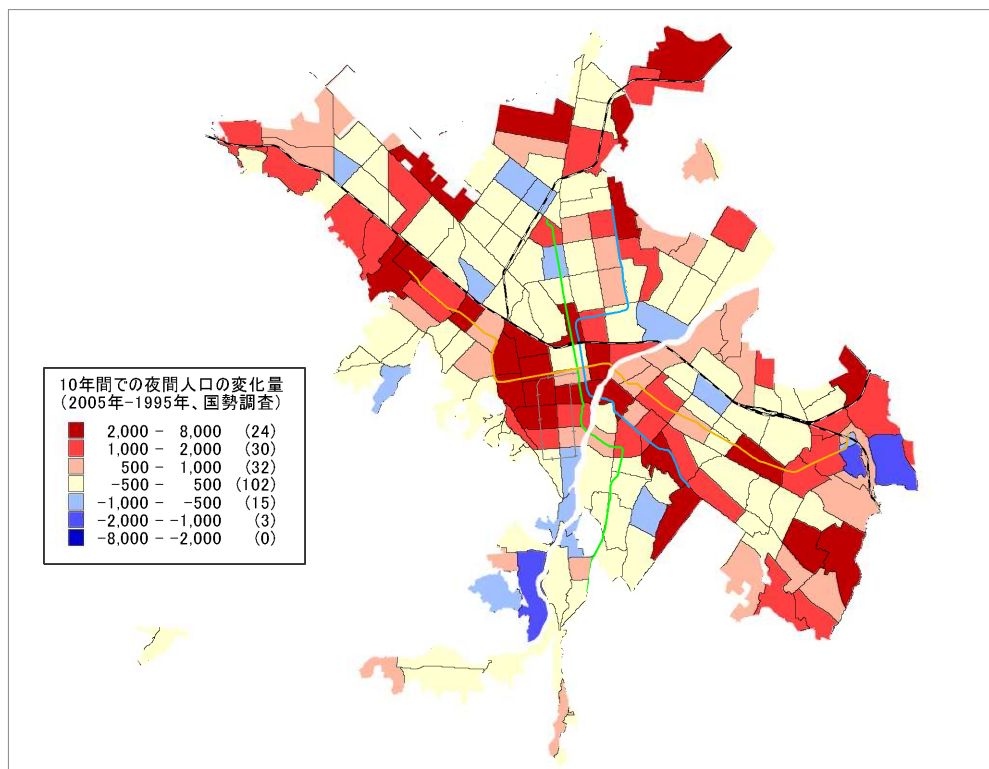 10年間での夜間人口の変化量
(2005年-1995年、国勢調査)
2,000 - 8,000 (24)
1,000 - 2,000 (30)
500 - 1,000 (32)
-500 - 500 (102)
-1,000 - -500 (15)
-2,000 - -1,000 (3)
-8,000 - -2,000 (0)